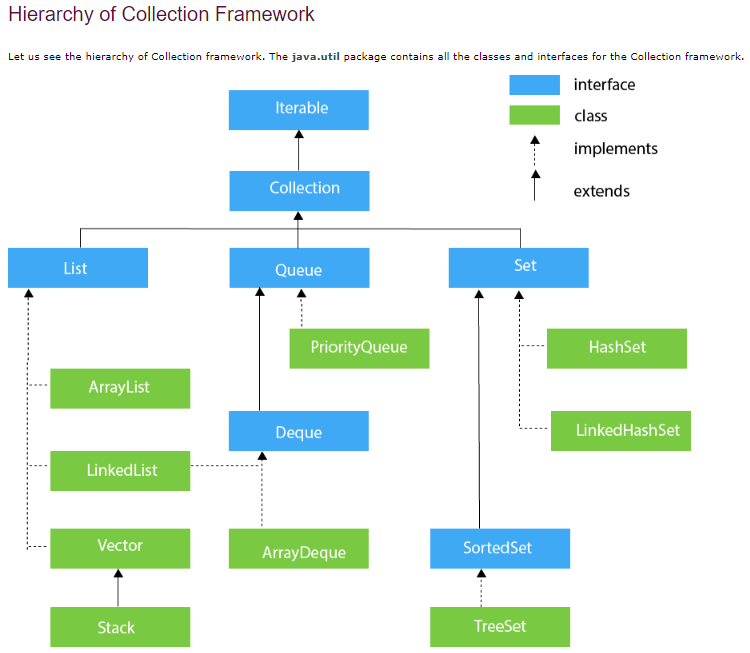 Hierarchy of Collection Framework
Let us see the hierarchy of Collection framework. The java.util package contains all the classes and interfaces for the Collection framework.
interface
class
implements
extends
Iterable
Collection
List
Queue
Set
PriorityQueue
HashSet
ArrayList
Deque
LinkedHashSet
LinkedList
Vector
ArrayDeque
SortedSet
Stack
TreeSet